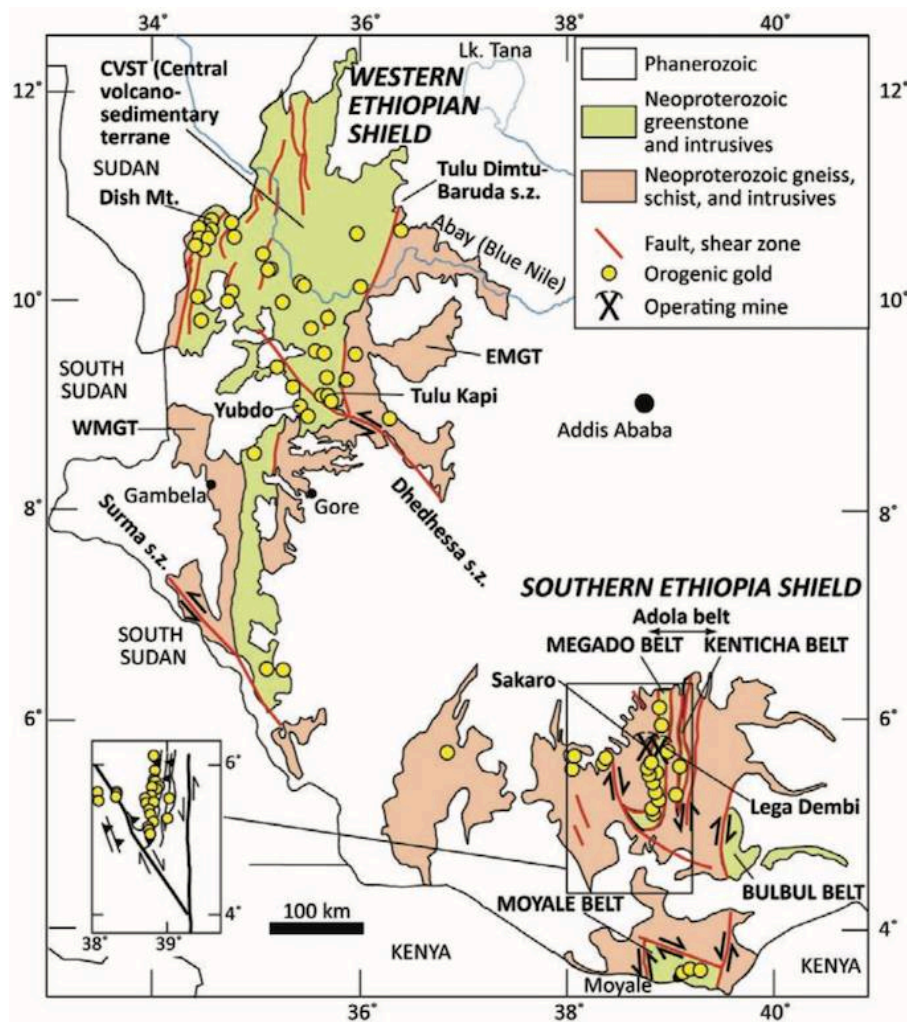 34°
36°
38°
40°
12°
10°
8°
6°
12°
10°
8°
6°
4°
36°
38°
40°
Lk. Tana
CVST (Central
volcano-
sedimentary
terrane
WESTERN
ETHIOPIAN
SHIELD
SUDAN
Dish Mt.
Tulu Dimtu-
Baruda s.z.
Abay (Blue Nile)
Phanerozoic
Neoproterozoic
greenstone
and intrusives
Neoproterozoic gneiss,
schist, and intrusives
Fault, shear zone
Orogenic gold
Operating mine
SOUTH
SUDAN
EMGT
WMGT
Yubdo
Tulu Kapi
Addis Ababa
Gambela
Gore
Surma s.z.
Dhedhessa s.z.
SOUTH
SUDAN
SOUTHERN ETHIOPIA SHIELD
Adola belt
MEGADO BELT
KENTICHA BELT
Sakaro
Lega Dembi
BULBUL BELT
MOYALE BELT
Moyale
KENYA
KENYA
100 km
6°
4°
38°
39°